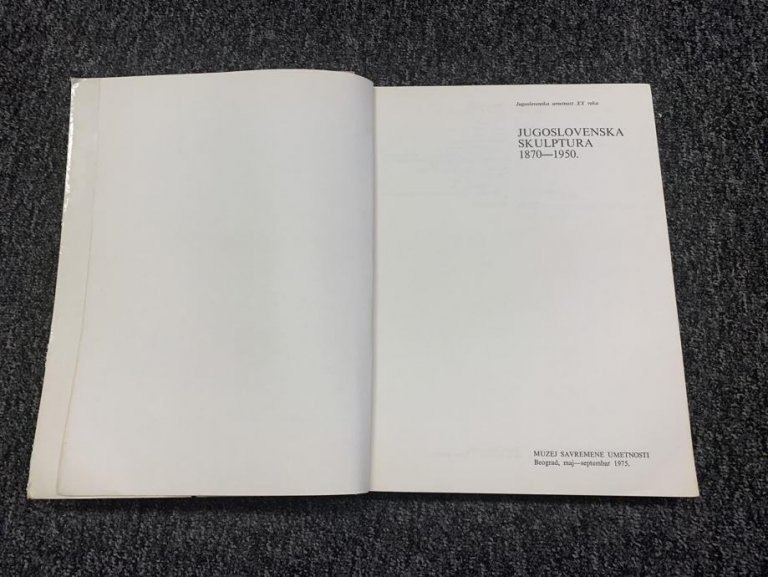 Jugoslovenska umetnost XX veka
JUGOSLOVENSKA
SKULPTURA
1870—1950.
MUZEJ SAVREMENE UMETNOSTI
Beograd, maj—septembar 1975.